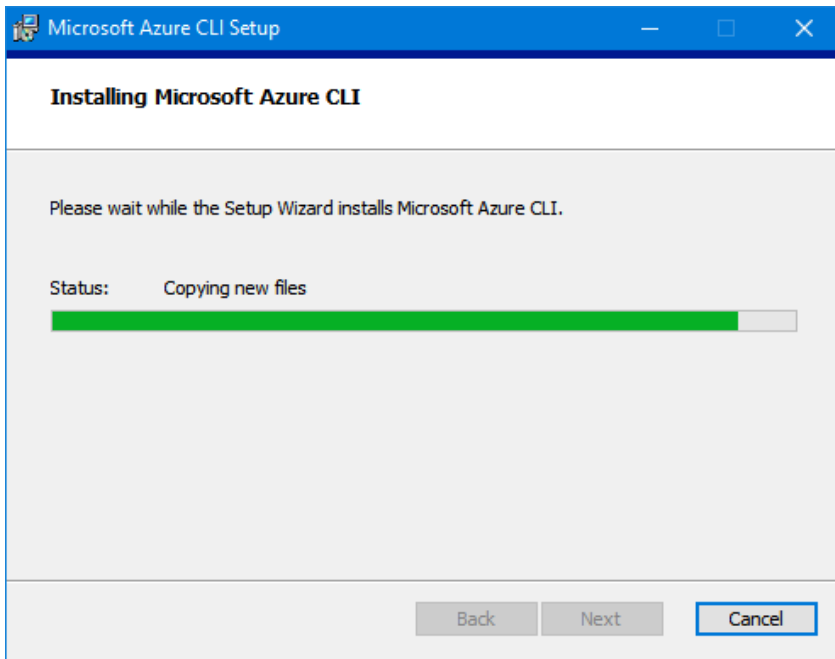 Microsoft Azure CLI Setup
Installing Microsoft Azure CLI
Please wait while the Setup Wizard installs Microsoft Azure CLI.
Status: Copying new files
Back Next Cancel